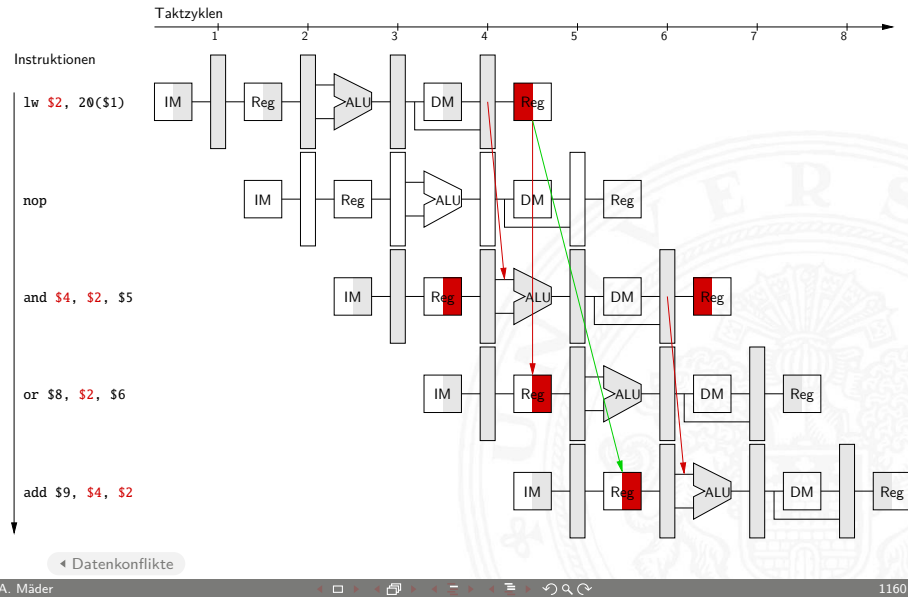 Taktzyklen
1 2 3 4 5 6 7 8
Instruktionen
lw $2, 20($1) IM Reg ALU DM Reg
nop IM Reg ALU DM Reg
and $4, $2, $5 IM Reg ALU DM Reg
or $8, $2, $6 IM Reg ALU DM Reg
add $9, $4, $2 IM Reg ALU DM Reg
Datenkonflikte
A. Mäder 1160
UNIVERS